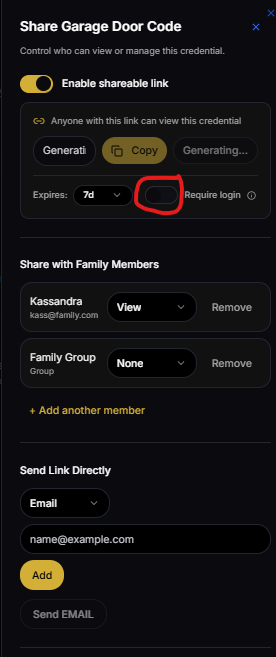 Share Garage Door Code
Control who can view or manage this credential.
Enable shareable link
Anyone with this link can view this credential
Generati
Copy
Generating...
Expires:
7d
Require login
Share with Family Members
Kassandra
kass@family.com
View
Remove
Family Group
Group
None
Remove
+ Add another member
Send Link Directly
Email
name@example.com
Add
Send EMAIL